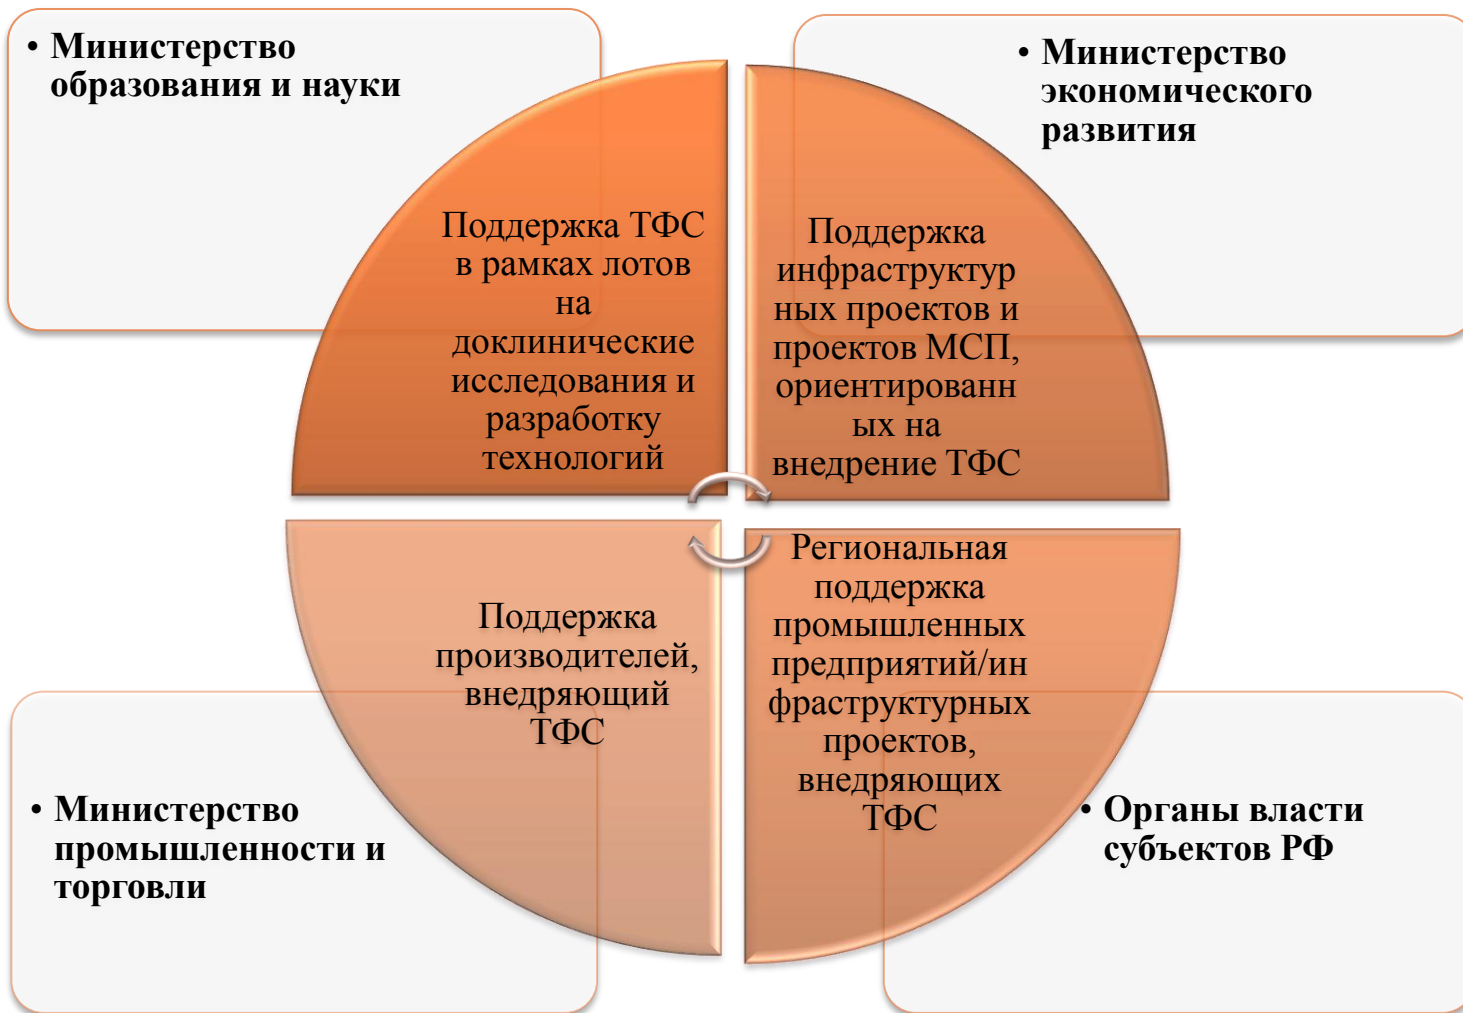 • Министерство
образования и науки
• Министерство
экономического
развития
Поддержка ТФС
в рамках лотов
на
доклинические
исследования и
разработку
технологий
Поддержка
инфраструктур
ных проектов и
проектов МСП,
ориентированн
ых на
внедрение ТФС
Поддержка
производителей,
внедряющий
ТФС
Региональная
поддержка
промышленных
предприятий/ин
фраструктурных
проектов,
внедряющих
ТФС
• Министерство
промышленности и
торговли
• Органы власти
субъектов РФ